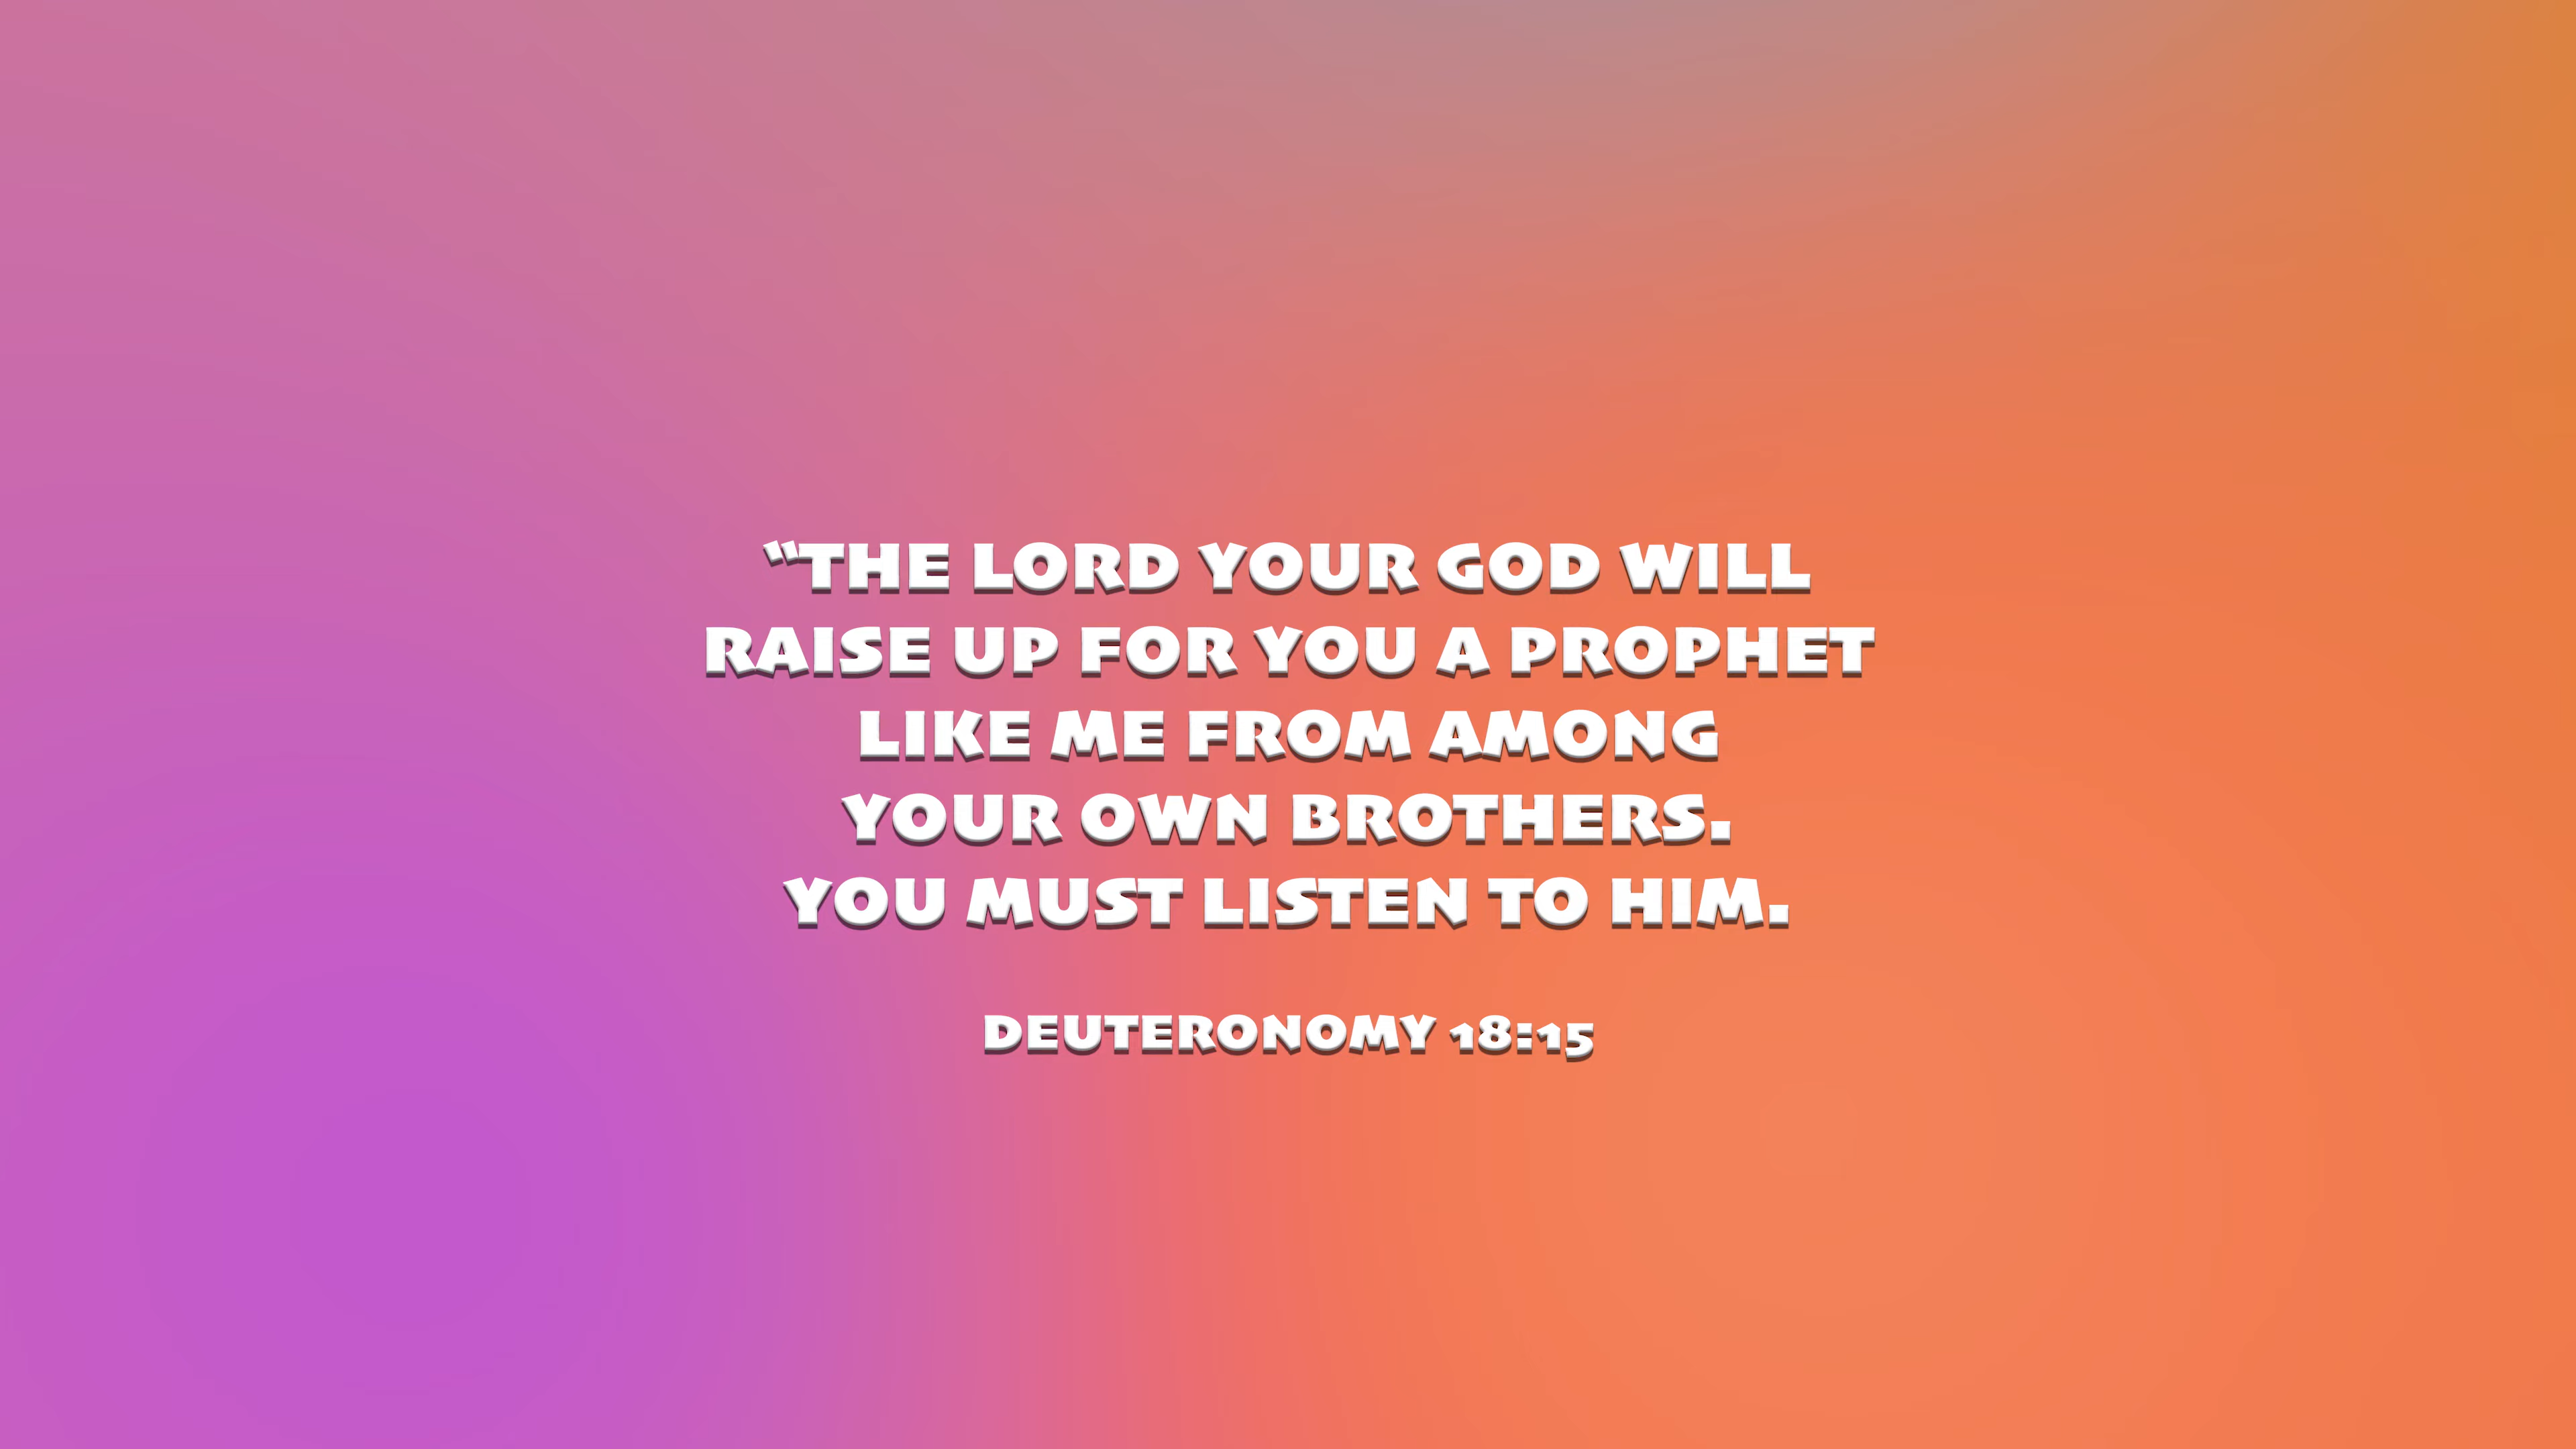 “THE LORD YOUR GOD WILL
RAISE UP FOR YOU A PROPHET
LIKE ME FROM AMONG
YOUR OWN BROTHERS.
YOU MUST LISTEN TO HIM.
DEUTERONOMY 18:15